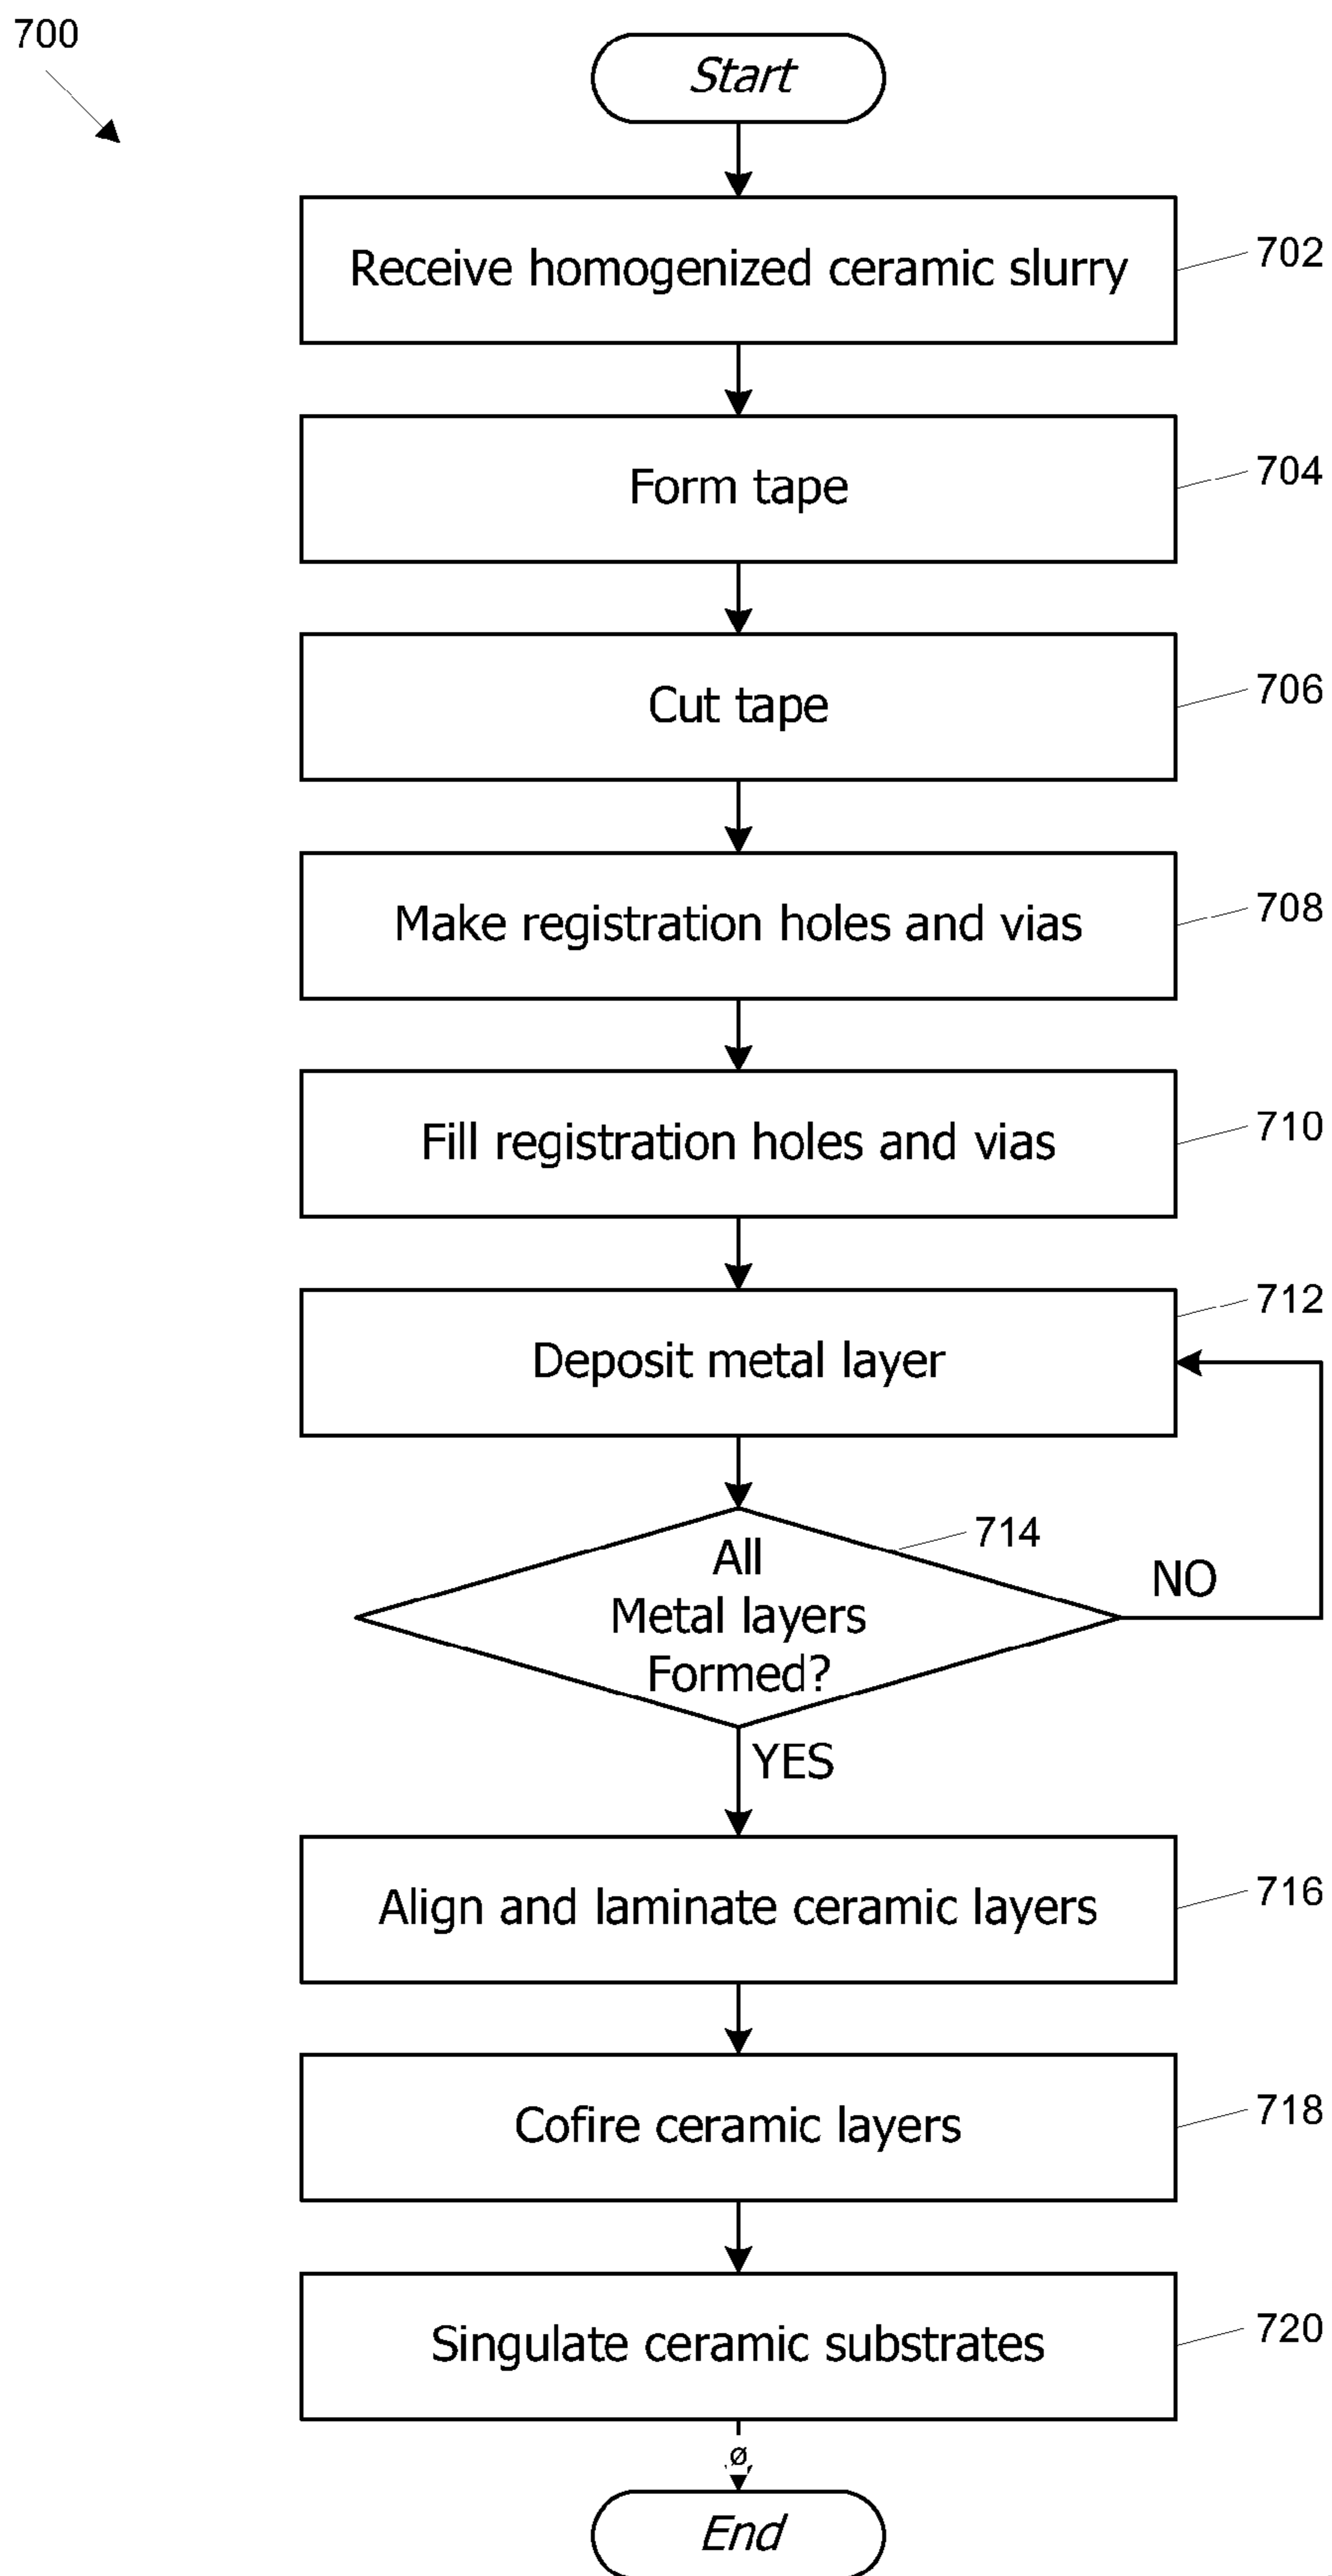 700
Start
Receive homogenized ceramic slurry
702
Form tape
704
Cut tape
706
Make registration holes and vias
708
Fill registration holes and vias
710
712
Deposit metal layer
714
All
Metal layers
Formed?
NO
YES
Align and laminate ceramic layers
716
Cofire ceramic layers
718
Singulate ceramic substrates
720
ø
End